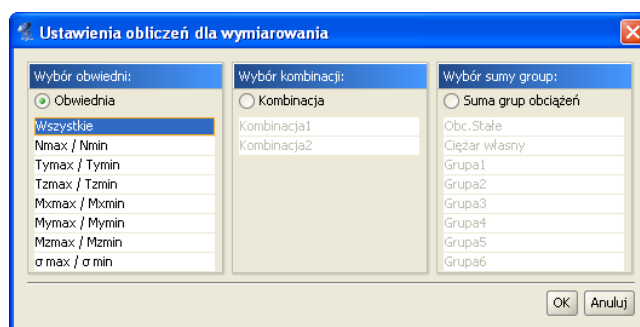 Ustawienia obliczeń dla wymiarowania
Wybór obwiedni:
Obwiednia
Wszystkie
Nmax / Nmin
Tymax / Tymin
Tzmax / Tzmin
Mxmax / Mxmin
Mymax / Mymin
Mzmax / Mzmin
σ max / σ min
Wybór kombinacji:
Kombinacja
Kombinacja1
Kombinacja2
Wybór sumy group:
Suma grup obciążeń
Obc.Stałe
Ciężar własny
Grupa1
Grupa2
Grupa3
Grupa4
Grupa5
Grupa6
OK
Anuluj